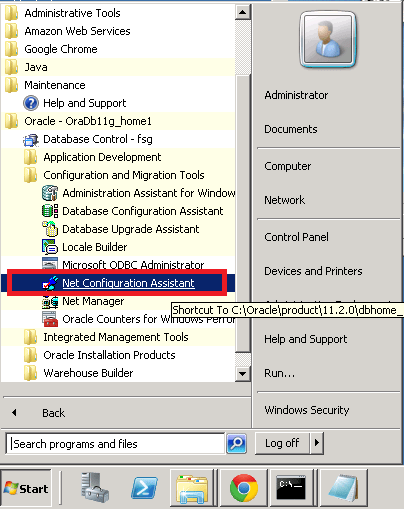 Administrative Tools
Amazon Web Services
Google Chrome
Java
Maintenance
Help and Support
Oracle - OraDb11g_home1
Database Control - fsg
Application Development
Configuration and Migration Tools
Administration Assistant for Window
Database Configuration Assistant
Database Upgrade Assistant
Locale Builder
Microsoft ODBC Administrator
Net Configuration Assistant
Net Manager
Oracle Counters for Windows Perfor
Integrated Management Tools
Oracle Installation Products
Warehouse Builder
Back
Search programs and files
Administrator
Documents
Computer
Network
Control Panel
Devices and Printers
Shortcut To C:\Oracle\product\11.2.0\dbhome_
Help and Support
Run...
Windows Security
Log off
Start
C:\